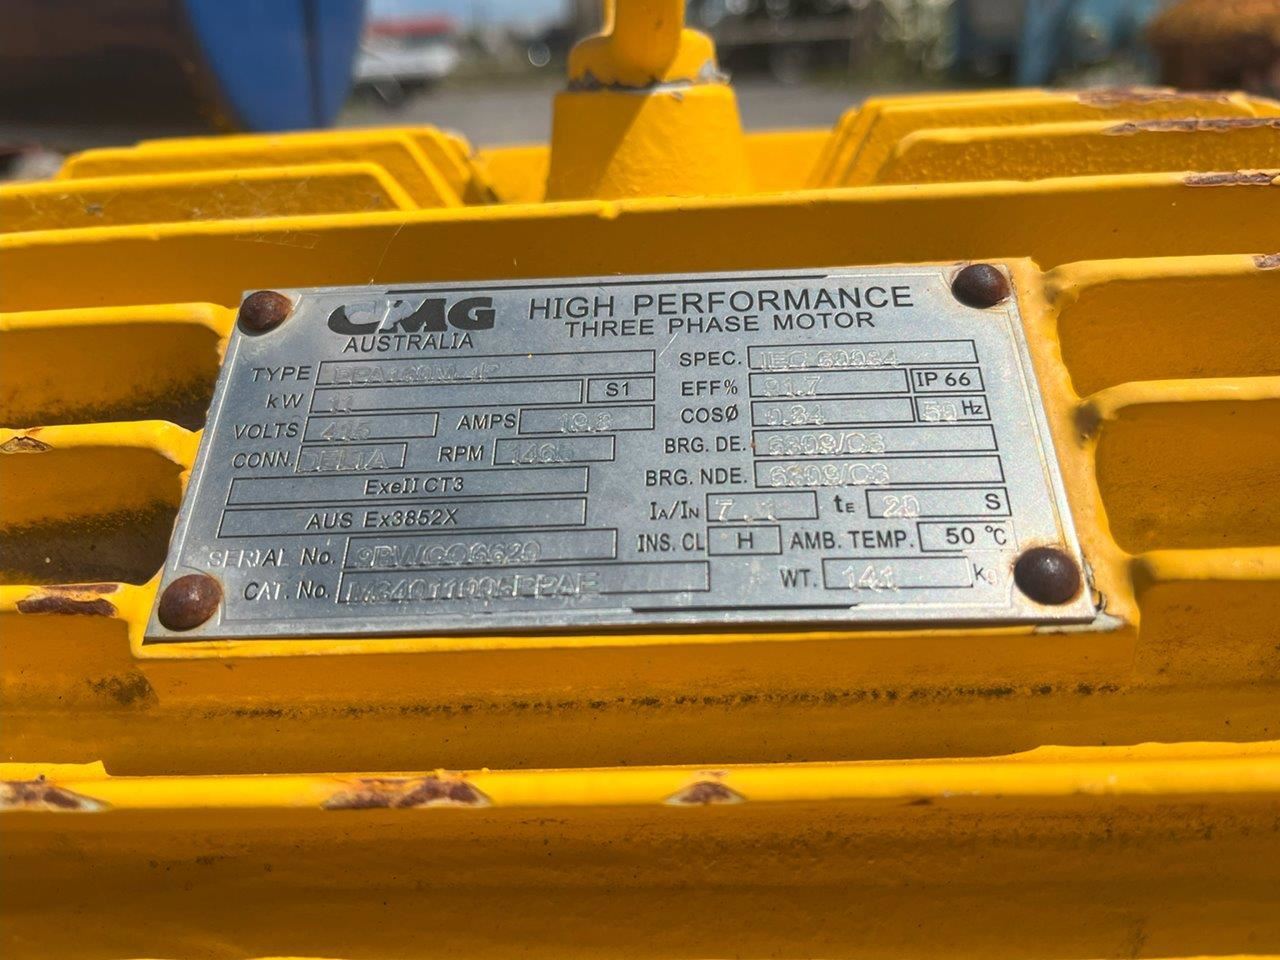 CMG HIGH PERFORMANCE
AUSTRALIA THREE PHASE MOTOR
TYPE PPA160M-4P SPEC. IEC 60034
kW 11 S1 EFF% 91.7 IP 66
VOLTS 415 AMPS 19.8 COSØ 0.84 50 Hz
CONN. DELTA RPM 1465 BRG. DE. 6309/C3
ExeII CT3 BRG. NDE. 6309/C3
AUS Ex3852X IA/IN 7.1 tE 20 S
SERIAL No. INS. CL H AMB. TEMP. 50 °C
CAT. No. WT. 141 kg